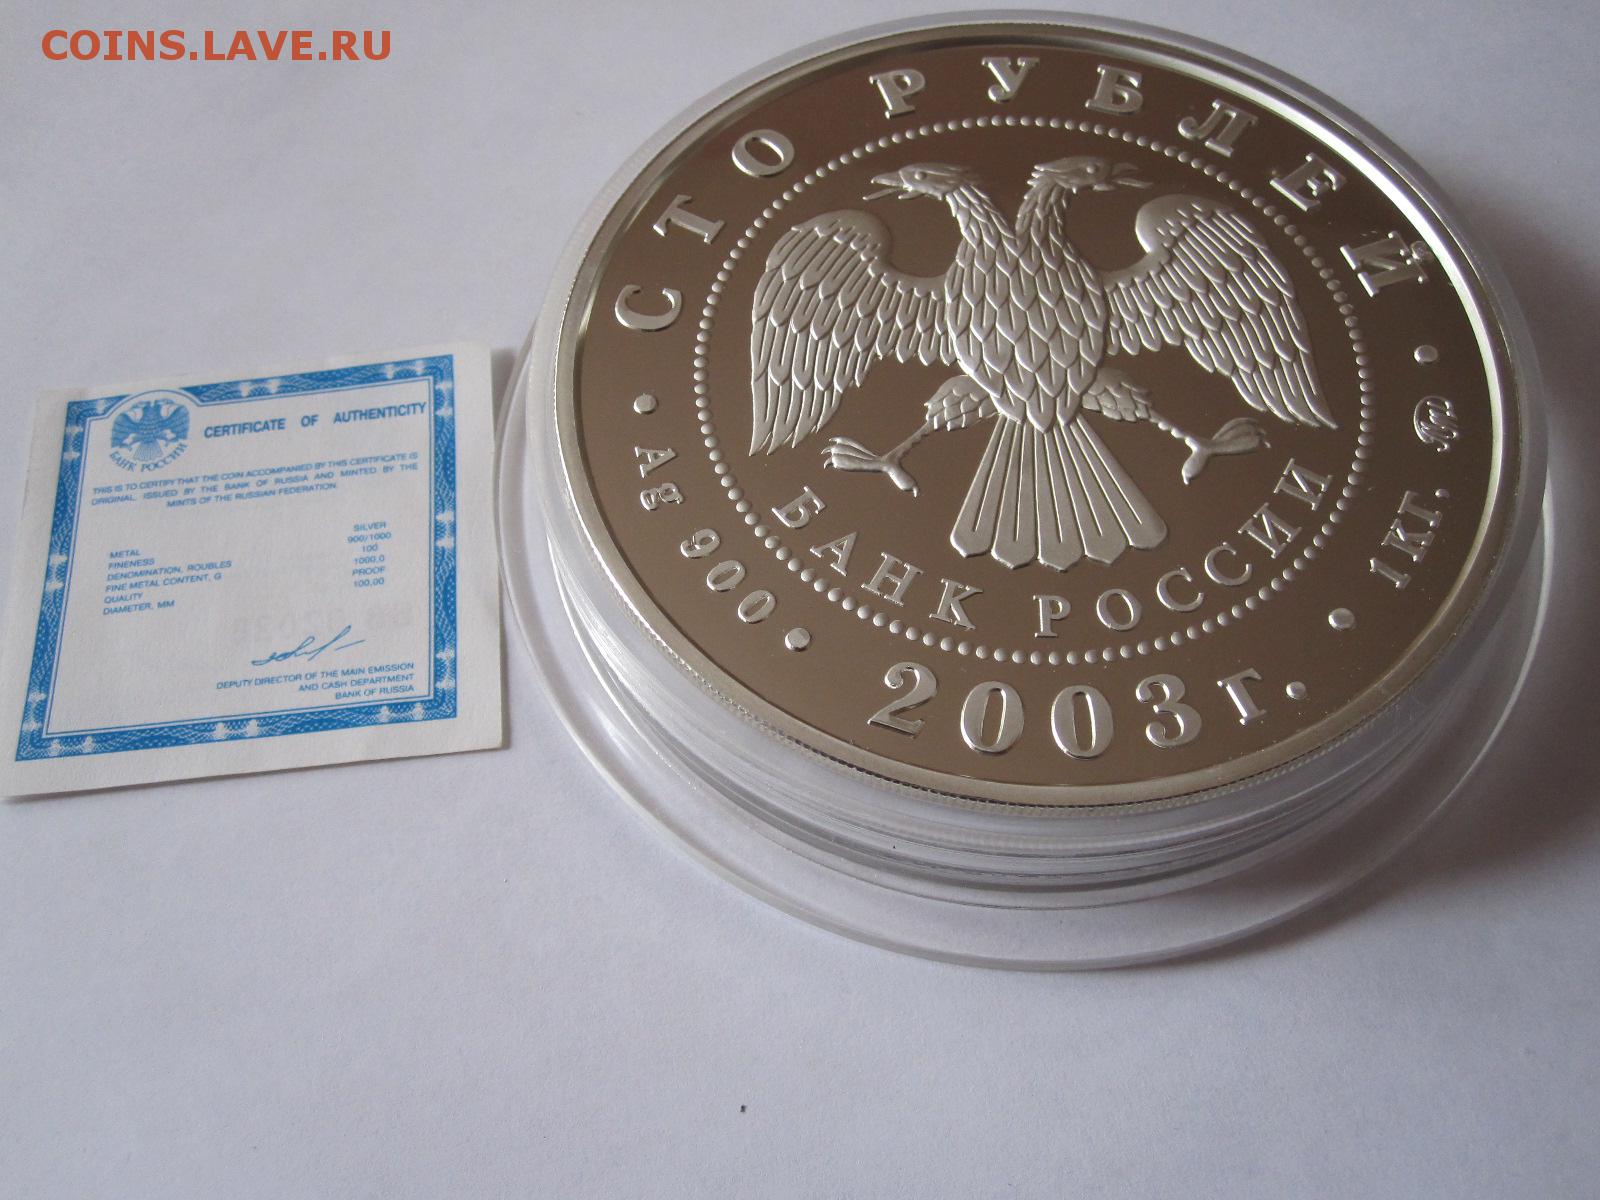 COINS.LAVE.RU
СТО РУБЛЕЙ
БАНК РОССИИ
Ag 900 • 2003 г. • 1 КГ.
БАНК РОССИИ
CERTIFICATE OF AUTHENTICITY
THIS IS TO CERTIFY THAT THE COIN ACCOMPANIED BY THIS CERTIFICATE IS
ORIGINAL, ISSUED BY THE BANK OF RUSSIA AND MINTED BY THE
MINTS OF THE RUSSIAN FEDERATION.
METAL SILVER
FINENESS 900/1000
DENOMINATION, ROUBLES 100
FINE METAL CONTENT, G 1000.0
QUALITY PROOF
DIAMETER, MM 100,00
DEPUTY DIRECTOR OF THE MAIN EMISSION
AND CASH DEPARTMENT
BANK OF RUSSIA